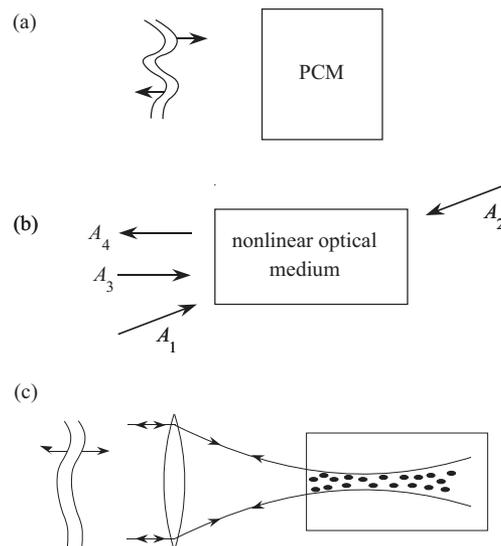 (a)
PCM
(b)
A2
A4
nonlinear optical
medium
A3
A1
(c)